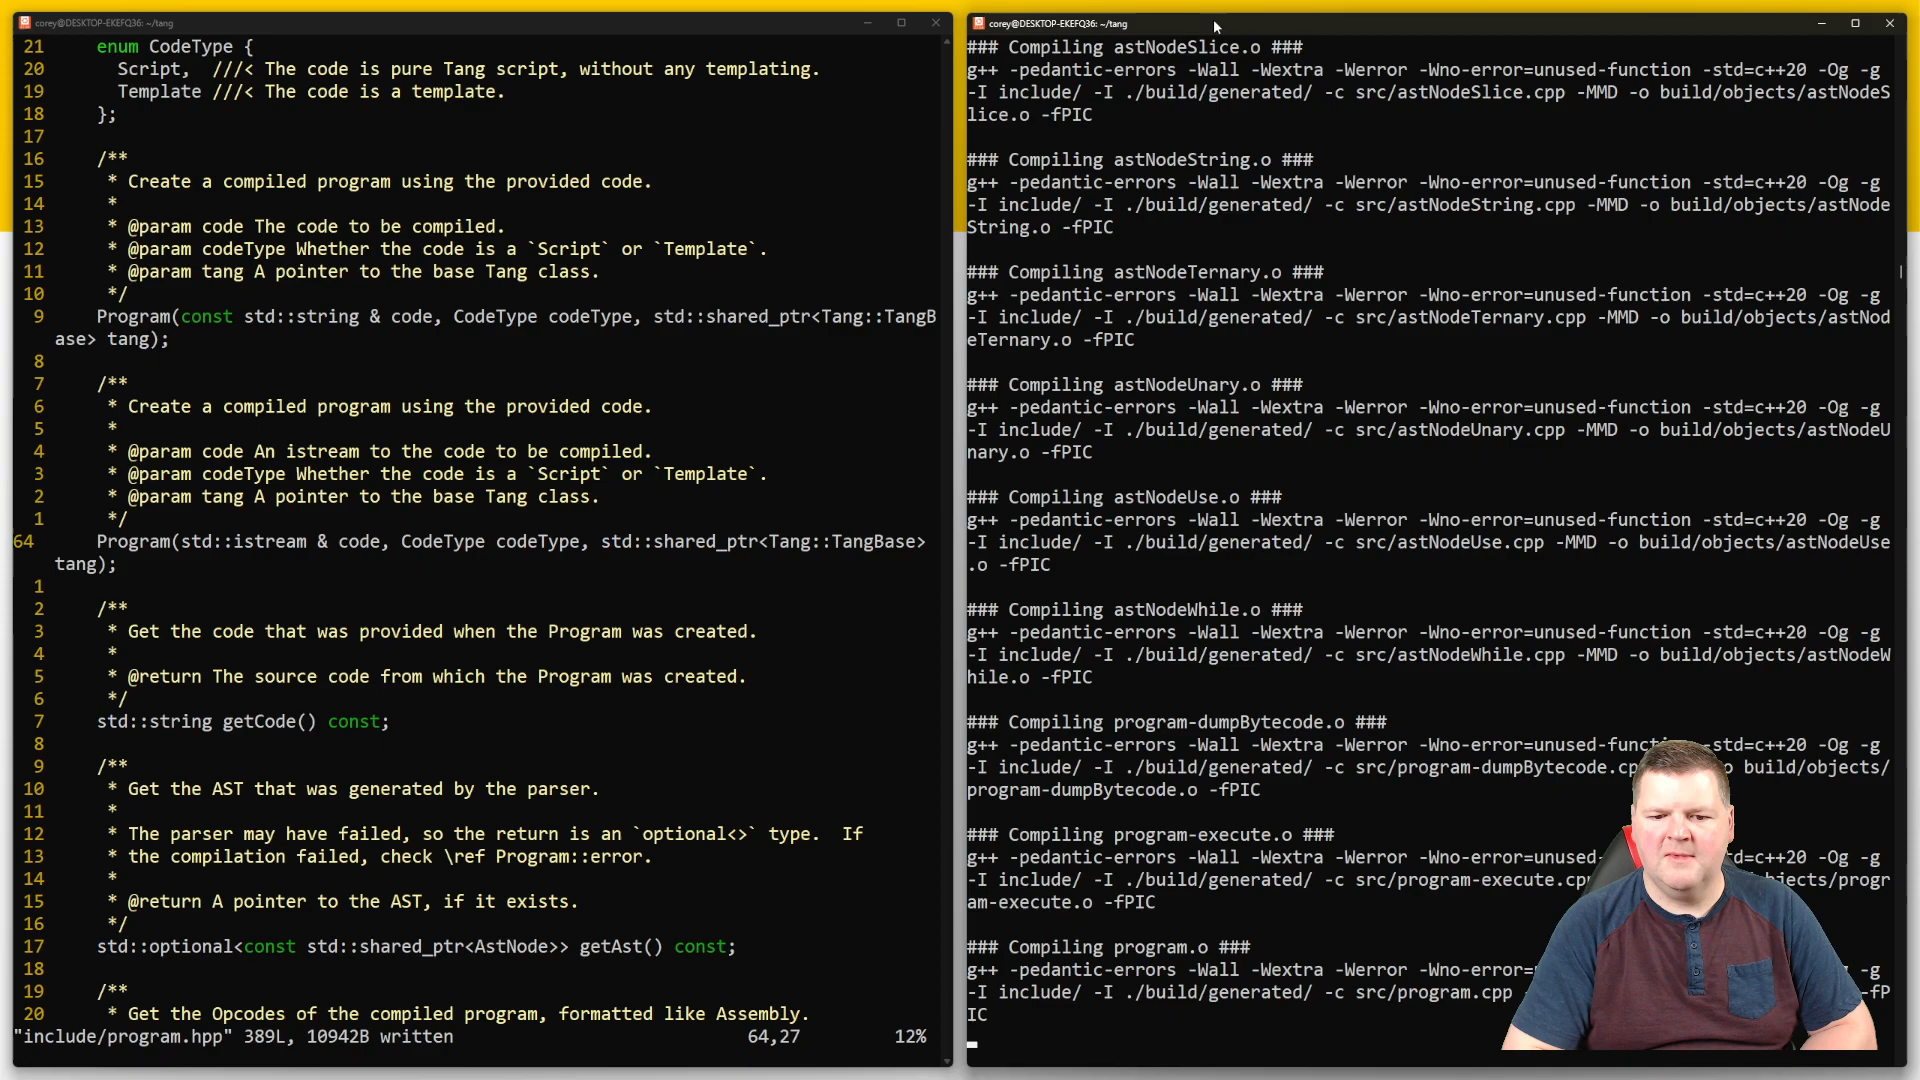 corey@DESKTOP-EKEFQ36: ~/tang
21 enum CodeType {
20 Script, ///< The code is pure Tang script, without any templating.
19 Template ///< The code is a template.
18 };
17
16 /**
15 * Create a compiled program using the provided code.
14 *
13 * @param code The code to be compiled.
12 * @param codeType Whether the code is a `Script` or `Template`.
11 * @param tang A pointer to the base Tang class.
10 */
9 Program(const std::string & code, CodeType codeType, std::shared_ptr<Tang::TangB
ase> tang);
8
7 /**
6 * Create a compiled program using the provided code.
5 *
4 * @param code An istream to the code to be compiled.
3 * @param codeType Whether the code is a `Script` or `Template`.
2 * @param tang A pointer to the base Tang class.
1 */
64 Program(std::istream & code, CodeType codeType, std::shared_ptr<Tang::TangBase>
tang);
1
2 /**
3 * Get the code that was provided when the Program was created.
4 *
5 * @return The source code from which the Program was created.
6 */
7 std::string getCode() const;
8
9 /**
10 * Get the AST that was generated by the parser.
11 *
12 * The parser may have failed, so the return is an `optional<>` type. If
13 * the compilation failed, check \ref Program::error.
14 *
15 * @return A pointer to the AST, if it exists.
16 */
17 std::optional<const std::shared_ptr<AstNode>> getAst() const;
18
19 /**
20 * Get the Opcodes of the compiled program, formatted like Assembly.
"include/program.hpp" 389L, 10942B written 64,27 12%
corey@DESKTOP-EKEFQ36: ~/tang
### Compiling astNodeSlice.o ###
g++ -pedantic-errors -Wall -Wextra -Werror -Wno-error=unused-function -std=c++20 -Og -g
-I include/ -I ./build/generated/ -c src/astNodeSlice.cpp -MMD -o build/objects/astNodeS
lice.o -fPIC
### Compiling astNodeString.o ###
g++ -pedantic-errors -Wall -Wextra -Werror -Wno-error=unused-function -std=c++20 -Og -g
-I include/ -I ./build/generated/ -c src/astNodeString.cpp -MMD -o build/objects/astNode
String.o -fPIC
### Compiling astNodeTernary.o ###
g++ -pedantic-errors -Wall -Wextra -Werror -Wno-error=unused-function -std=c++20 -Og -g
-I include/ -I ./build/generated/ -c src/astNodeTernary.cpp -MMD -o build/objects/astNod
eTernary.o -fPIC
### Compiling astNodeUnary.o ###
g++ -pedantic-errors -Wall -Wextra -Werror -Wno-error=unused-function -std=c++20 -Og -g
-I include/ -I ./build/generated/ -c src/astNodeUnary.cpp -MMD -o build/objects/astNodeU
nary.o -fPIC
### Compiling astNodeUse.o ###
g++ -pedantic-errors -Wall -Wextra -Werror -Wno-error=unused-function -std=c++20 -Og -g
-I include/ -I ./build/generated/ -c src/astNodeUse.cpp -MMD -o build/objects/astNodeUse
.o -fPIC
### Compiling astNodeWhile.o ###
g++ -pedantic-errors -Wall -Wextra -Werror -Wno-error=unused-function -std=c++20 -Og -g
-I include/ -I ./build/generated/ -c src/astNodeWhile.cpp -MMD -o build/objects/astNodeW
hile.o -fPIC
### Compiling program-dumpBytecode.o ###
g++ -pedantic-errors -Wall -Wextra -Werror -Wno-error=unused-function -std=c++20 -Og -g
-I include/ -I ./build/generated/ -c src/program-dumpBytecode.cp o build/objects/
program-dumpBytecode.o -fPIC
### Compiling program-execute.o ###
g++ -pedantic-errors -Wall -Wextra -Werror -Wno-error=unused- d=c++20 -Og -g
-I include/ -I ./build/generated/ -c src/program-execute.cp bjects/progr
am-execute.o -fPIC
### Compiling program.o ###
g++ -pedantic-errors -Wall -Wextra -Werror -Wno-error= -g
-I include/ -I ./build/generated/ -c src/program.cpp -fP
IC